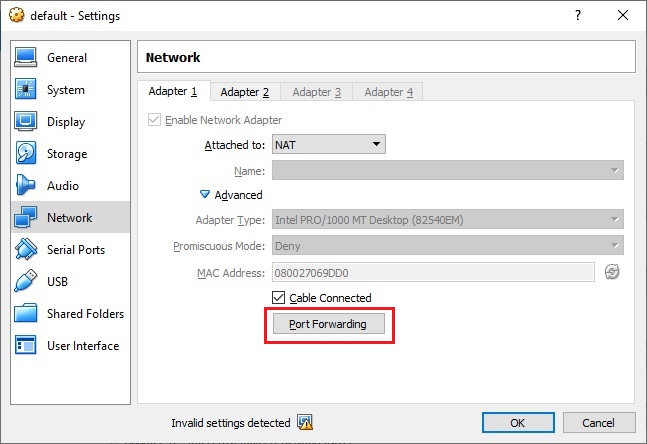 default - Settings
?
General
System
Display
Storage
Audio
Network
Serial Ports
USB
Shared Folders
User Interface
Network
Adapter 1 Adapter 2 Adapter 3 Adapter 4
Enable Network Adapter
Attached to: NAT
Name:
Advanced
Adapter Type: Intel PRO/1000 MT Desktop (82540EM)
Promiscuous Mode: Deny
MAC Address: 080027069DD0
Cable Connected
Port Forwarding
Invalid settings detected OK Cancel